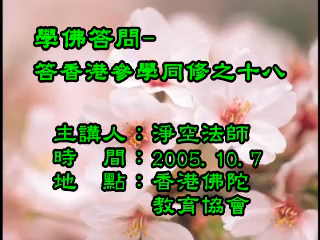 學佛答問-
答香港參學同修之十八
主講人：淨空法師
時　間：2005.10.7
地　點：香港佛陀
教育協會